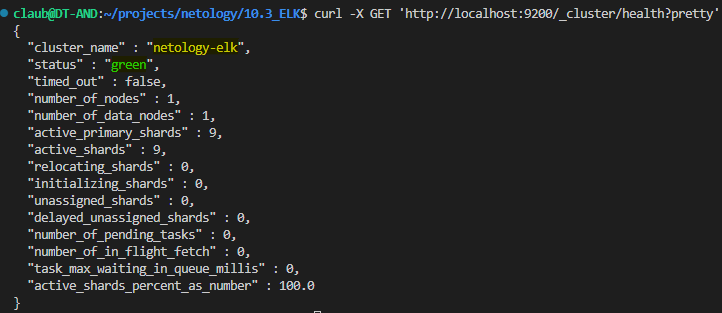 claub@DT-AND:~/projects/netology/10.3_ELK$ curl -X GET 'http://localhost:9200/_cluster/health?pretty'
{
  "cluster_name" : "netology-elk",
  "status" : "green",
  "timed_out" : false,
  "number_of_nodes" : 1,
  "number_of_data_nodes" : 1,
  "active_primary_shards" : 9,
  "active_shards" : 9,
  "relocating_shards" : 0,
  "initializing_shards" : 0,
  "unassigned_shards" : 0,
  "delayed_unassigned_shards" : 0,
  "number_of_pending_tasks" : 0,
  "number_of_in_flight_fetch" : 0,
  "task_max_waiting_in_queue_millis" : 0,
  "active_shards_percent_as_number" : 100.0
}